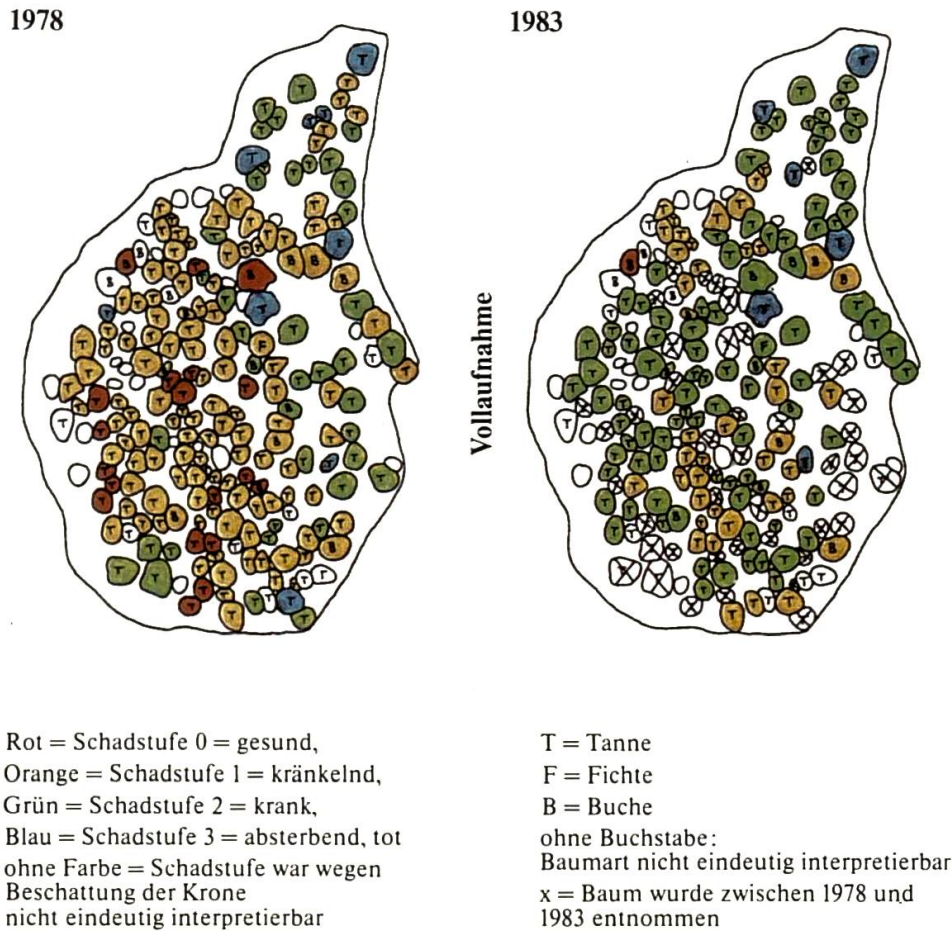 1978
1983
Vollaufnahme
Rot = Schadstufe 0 = gesund,
Orange = Schadstufe 1 = kränkelnd,
Grün = Schadstufe 2 = krank,
Blau = Schadstufe 3 = absterbend, tot
ohne Farbe = Schadstufe war wegen
Beschattung der Krone
nicht eindeutig interpretierbar
T = Tanne
F = Fichte
B = Buche
ohne Buchstabe:
Baumart nicht eindeutig interpretierbar
x = Baum wurde zwischen 1978 und
1983 entnommen